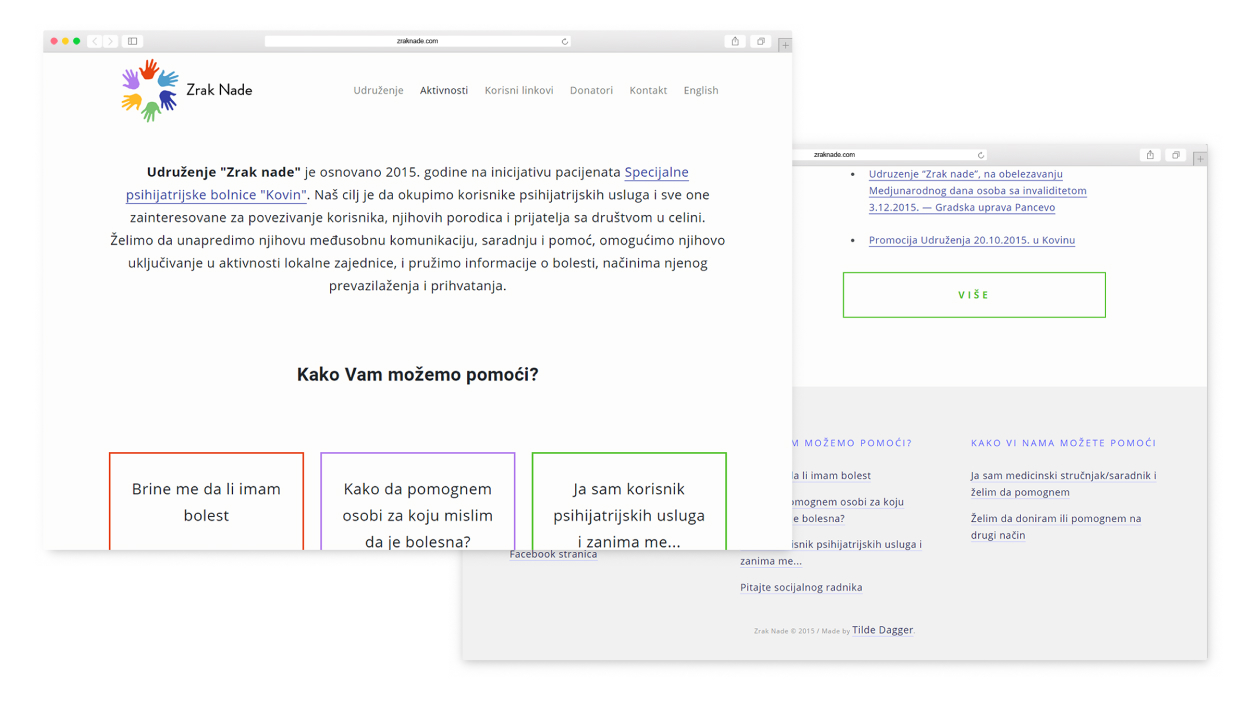 zraknade.com
Zrak Nade
Udruženje Aktivnosti Korisni linkovi Donatori Kontakt English
Udruženje "Zrak nade" je osnovano 2015. godine na inicijativu pacijenata Specijalne
psihijatrijske bolnice "Kovin". Naš cilj je da okupimo korisnike psihijatrijskih usluga i sve one
zainteresovane za povezivanje korisnika, njihovih porodica i prijatelja sa društvom u celini.
Želimo da unapredimo njihovu međusobnu komunikaciju, saradnju i pomoć, omogućimo njihovo
uključivanje u aktivnosti lokalne zajednice, i pružimo informacije o bolesti, načinima njenog
prevazilaženja i prihvatanja.
Kako Vam možemo pomoći?
Brine me da li imam
bolest
Kako da pomognem
osobi za koju mislim
da je bolesna?
Ja sam korisnik
psihijatrijskih usluga
i zanima me...
zraknade.com
Udruzenje “Zrak nade”, na obelezavanju
Medjunarodnog dana osoba sa invaliditetom
3.12.2015. — Gradska uprava Pancevo
Promocija Udruženja 20.10.2015. u Kovinu
VIŠE
Facebook stranica
M MOŽEMO POMOĆI?
da li imam bolest
pomognem osobi za koju
je bolesna?
isnik psihijatrijskih usluga i
zanima me...
Pitajte socijalnog radnika
KAKO VI NAMA MOŽETE POMOĆI
Ja sam medicinski stručnjak/saradnik i
želim da pomognem
Želim da doniram ili pomognem na
drugi način
Zrak Nade © 2015 / Made by Tilde Dagger.